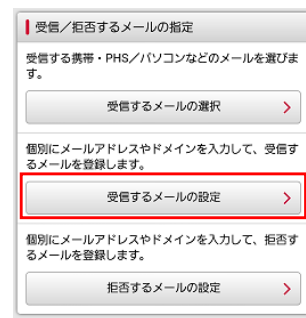 受信／拒否するメールの指定
受信する携帯・PHS／パソコンなどのメールを選びま
す。
受信するメールの選択
個別にメールアドレスやドメインを入力して、受信す
るメールを登録します。
受信するメールの設定
個別にメールアドレスやドメインを入力して、拒否す
るメールを登録します。
拒否するメールの設定